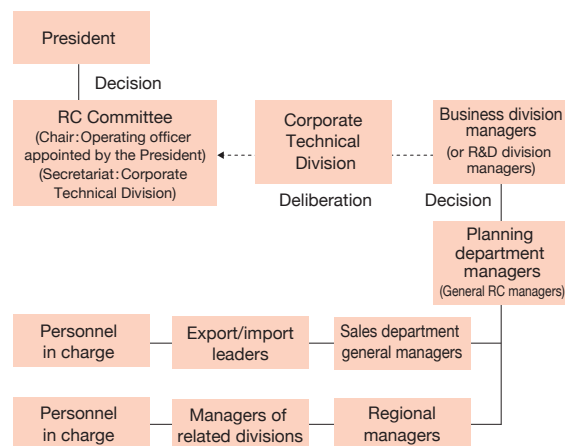 President
Decision
RC Committee
(Chair:Operating officer
appointed by the President)
(Secretariat:Corporate
Technical Division)
Corporate
Technical
Division
Deliberation
Business division
managers
(or R&D division
managers)
Decision
Planning
department
managers
(General RC managers)
Personnel
in charge
Export/import
leaders
Sales department
general managers
Personnel
in charge
Managers of
related divisions
Regional
managers